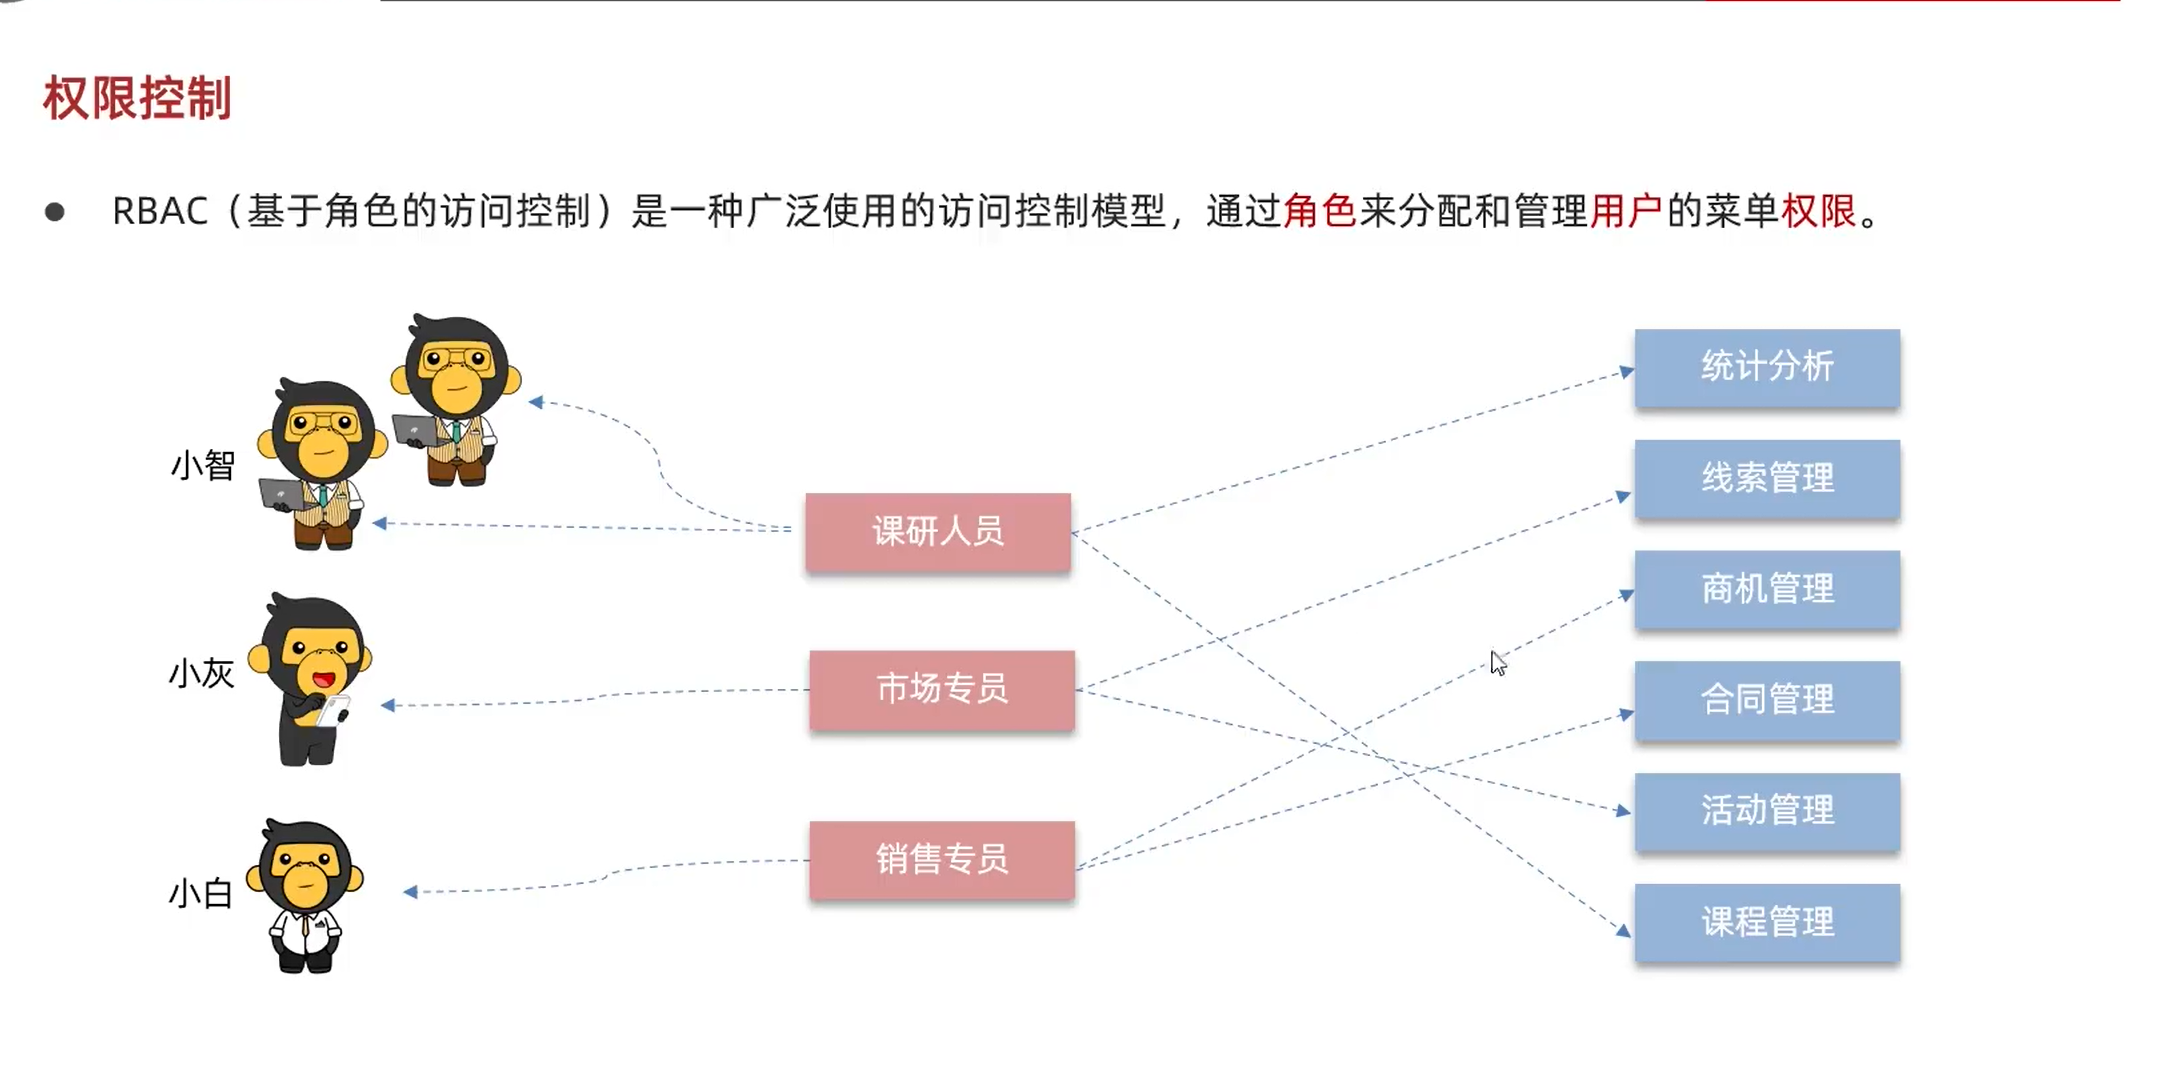 权限控制
RBAC（基于角色的访问控制）是一种广泛使用的访问控制模型，通过角色来分配和管理用户的菜单权限。
统计分析
小智
线索管理
课研人员
商机管理
小灰
市场专员
合同管理
活动管理
小白
销售专员
课程管理